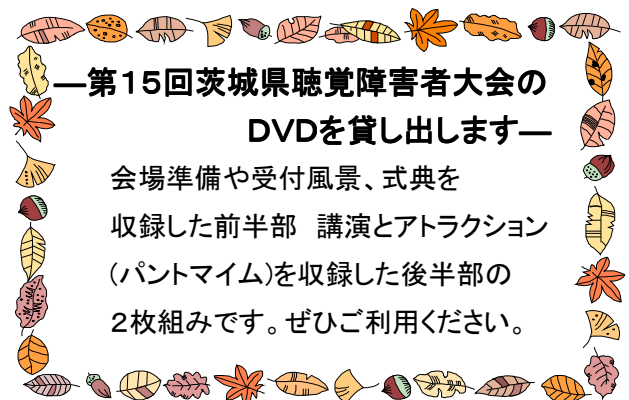 ―第１５回茨城県聴覚障害者大会の
ＤＶＤを貸し出します―
会場準備や受付風景、式典を
収録した前半部　講演とアトラクション
(パントマイム)を収録した後半部の
２枚組みです。ぜひご利用ください。